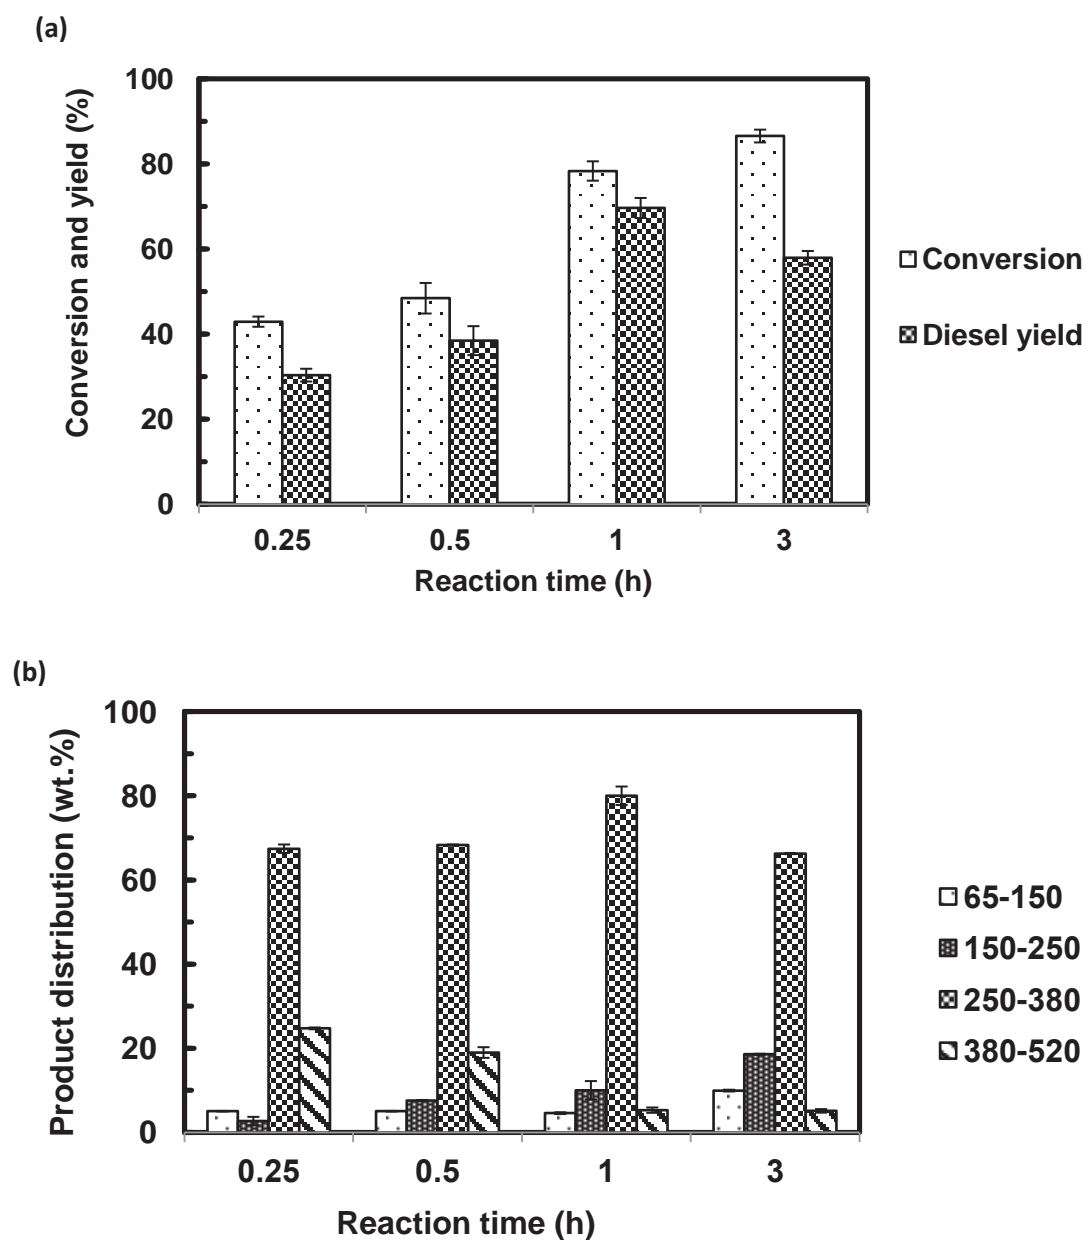 (a)
Conversion and yield (%)
100
80
60
40
20
0
0.25 0.5 1 3
Reaction time (h)
Conversion
Diesel yield
(b)
Product distribution (wt.%)
100
80
60
40
20
0
0.25 0.5 1 3
Reaction time (h)
65-150
150-250
250-380
380-520